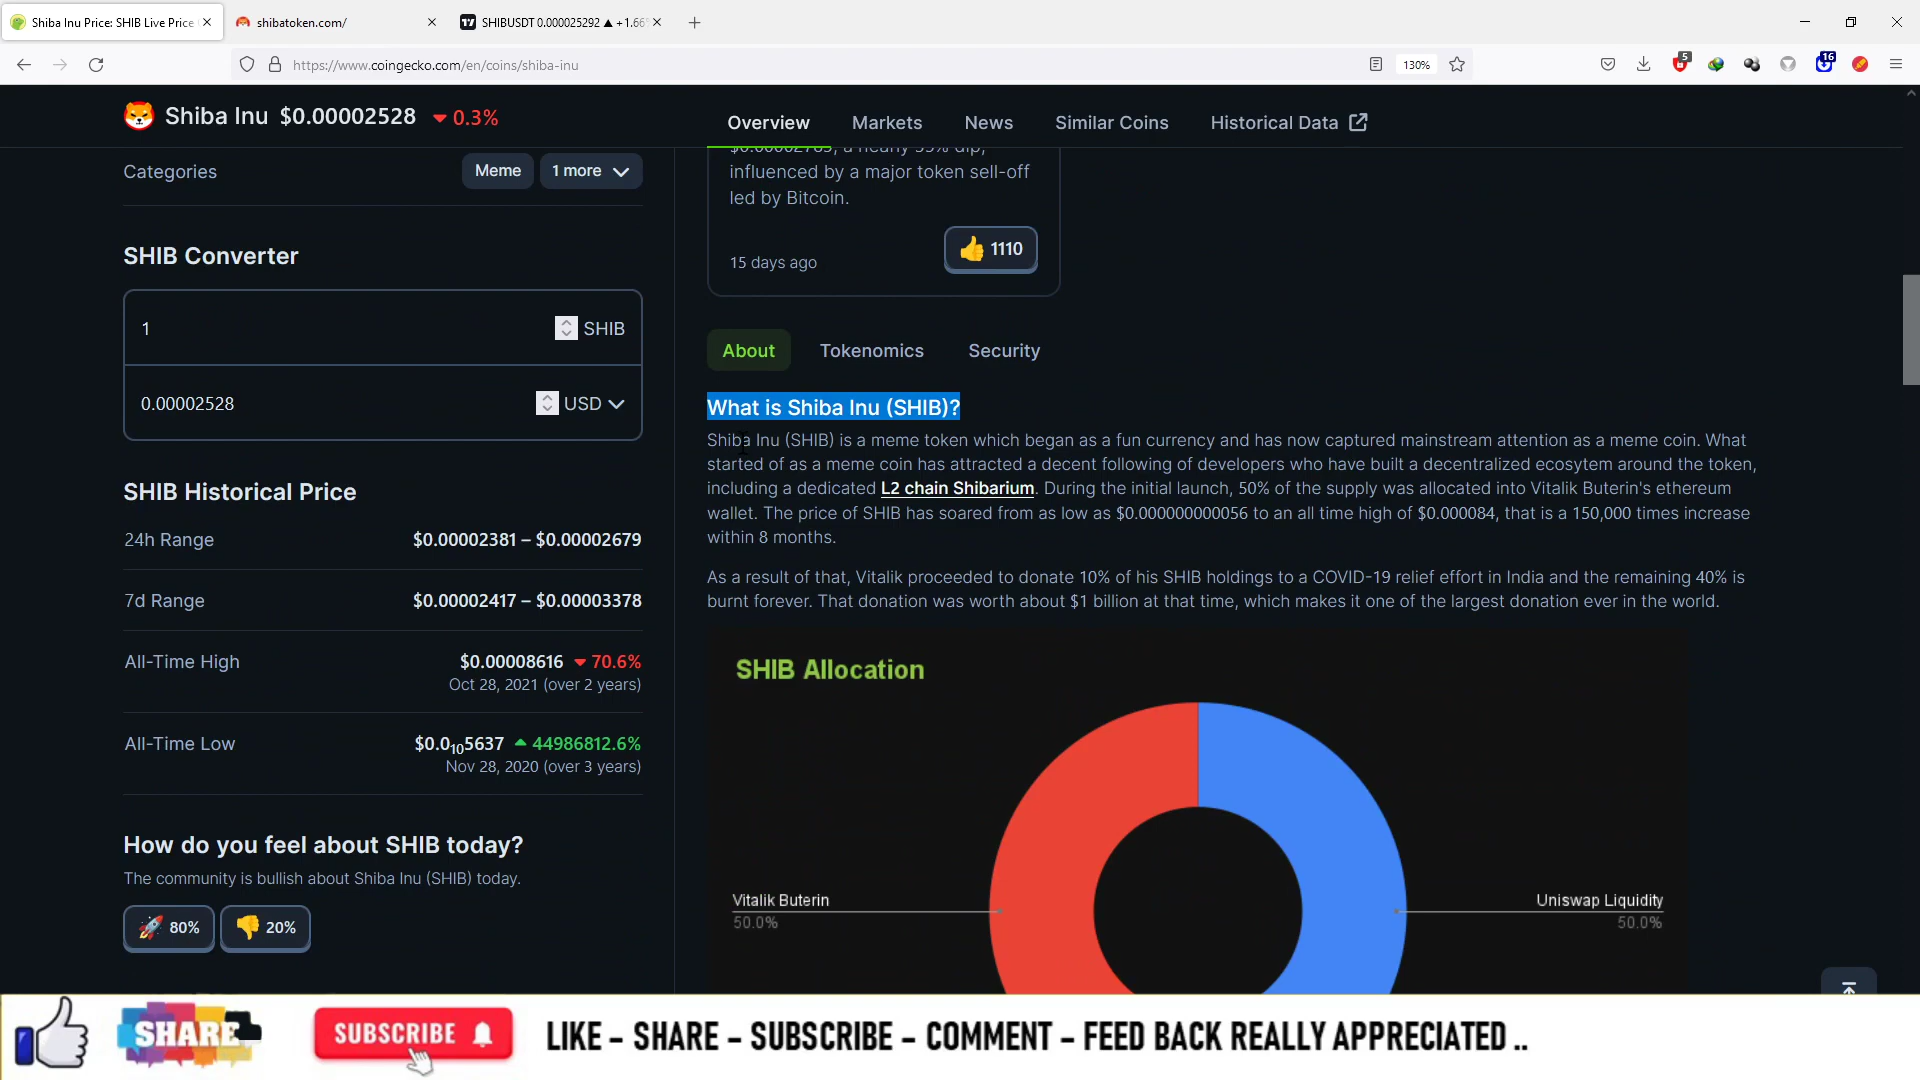 Shiba Inu Price: SHIB Live Price
shibatoken.com/
SHIBUSDT 0.000025292 ▲ +1.66
https://www.coingecko.com/en/coins/shiba-inu
130%
5
16
Shiba Inu $0.00002528 0.3%
Overview
Markets
News
Similar Coins
Historical Data
Categories
Meme
1 more
influenced by a major token sell-off
led by Bitcoin.
15 days ago
1110
SHIB Converter
1
SHIB
0.00002528
USD
SHIB Historical Price
24h Range
$0.00002381 – $0.00002679
7d Range
$0.00002417 – $0.00003378
All-Time High
$0.00008616 70.6%
Oct 28, 2021 (over 2 years)
All-Time Low
$0.0₁₀5637 44986812.6%
Nov 28, 2020 (over 3 years)
How do you feel about SHIB today?
The community is bullish about Shiba Inu (SHIB) today.
80%
20%
About
Tokenomics
Security
What is Shiba Inu (SHIB)?
Shiba Inu (SHIB) is a meme token which began as a fun currency and has now captured mainstream attention as a meme coin. What
started of as a meme coin has attracted a decent following of developers who have built a decentralized ecosytem around the token,
including a dedicated L2 chain Shibarium. During the initial launch, 50% of the supply was allocated into Vitalik Buterin's ethereum
wallet. The price of SHIB has soared from as low as $0.000000000056 to an all time high of $0.000084, that is a 150,000 times increase
within 8 months.
As a result of that, Vitalik proceeded to donate 10% of his SHIB holdings to a COVID-19 relief effort in India and the remaining 40% is
burnt forever. That donation was worth about $1 billion at that time, which makes it one of the largest donation ever in the world.
SHIB Allocation
Vitalik Buterin
50.0%
Uniswap Liquidity
50.0%
SHARE
SUBSCRIBE
LIKE – SHARE – SUBSCRIBE – COMMENT – FEED BACK REALLY APPRECIATED ..